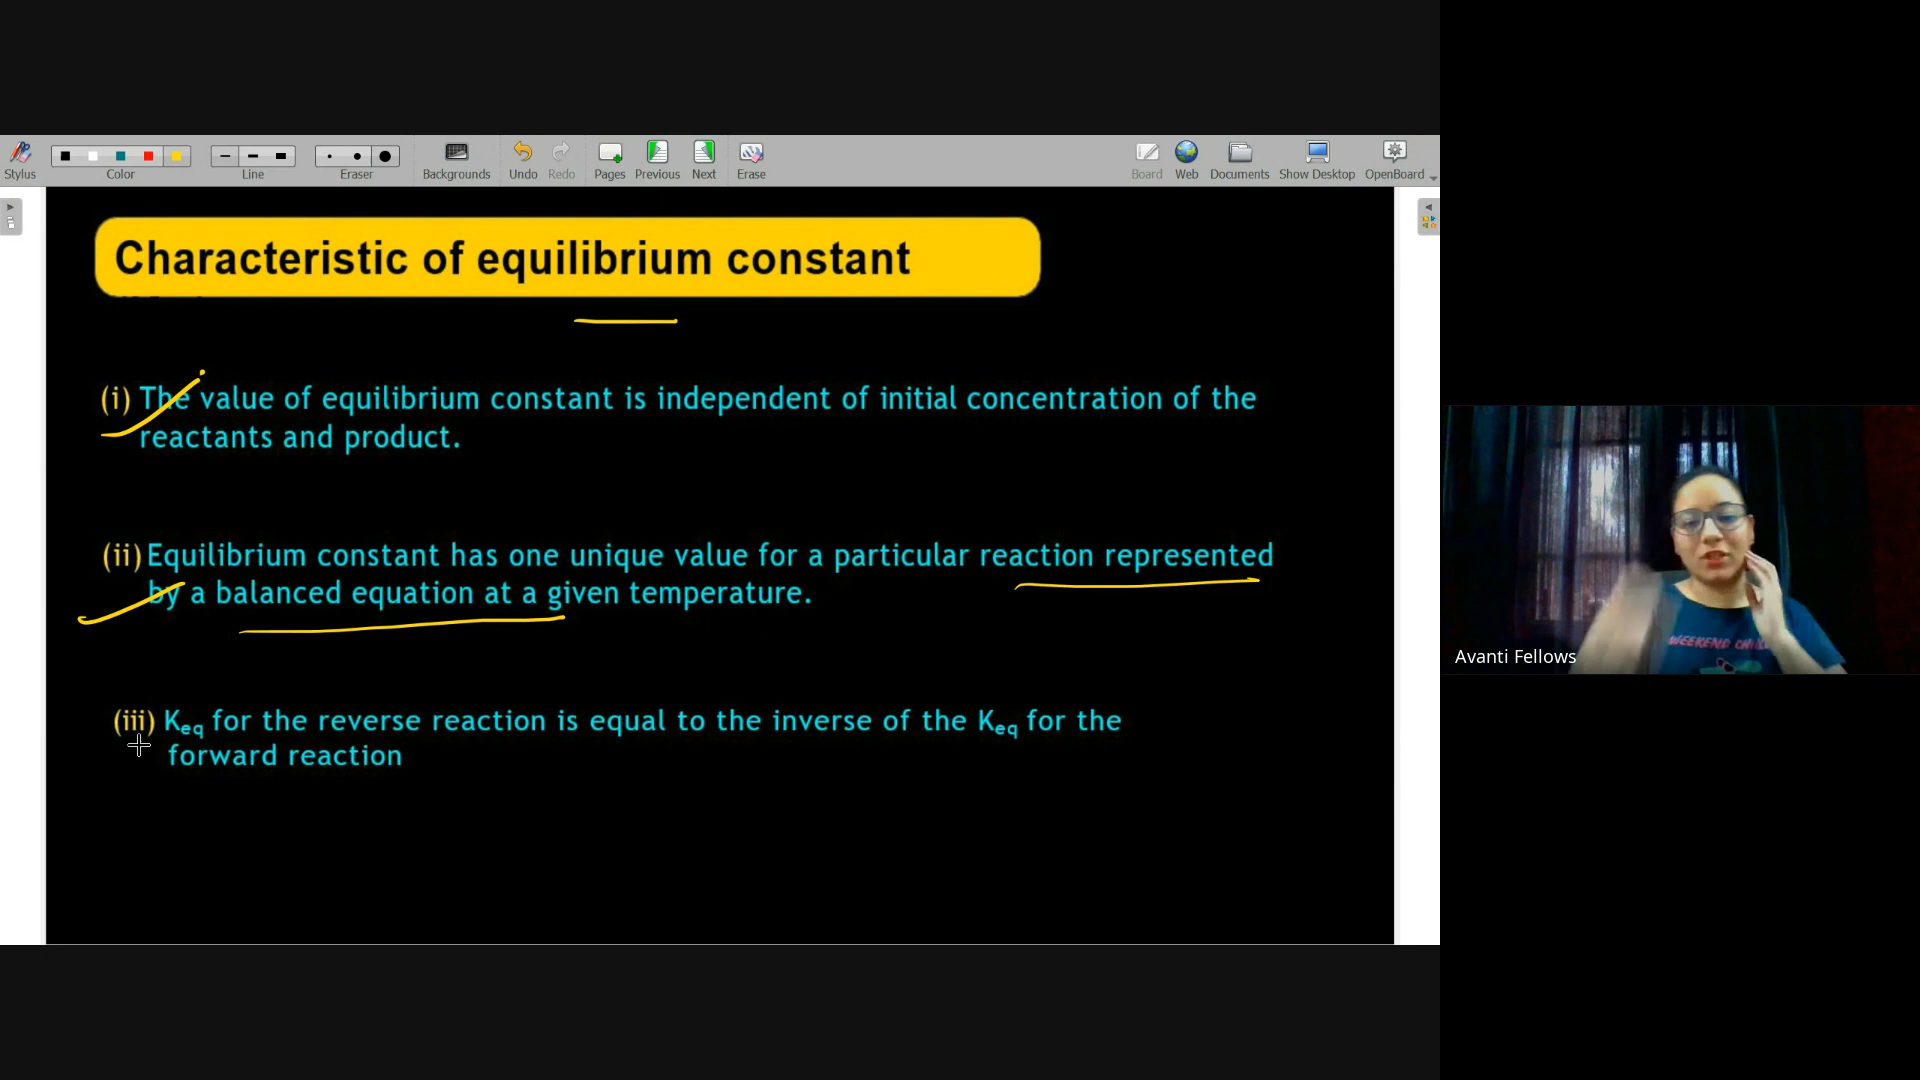 Stylus
Color
Line
Eraser
Backgrounds
Undo
Redo
Pages
Previous
Next
Erase
Board
Web
Documents
Show Desktop
OpenBoard
Characteristic of equilibrium constant
(i) The value of equilibrium constant is independent of initial concentration of the
reactants and product.
(ii) Equilibrium constant has one unique value for a particular reaction represented
by a balanced equation at a given temperature.
(iii) Keq for the reverse reaction is equal to the inverse of the Keq for the
forward reaction
WEEKEND
Avanti Fellows